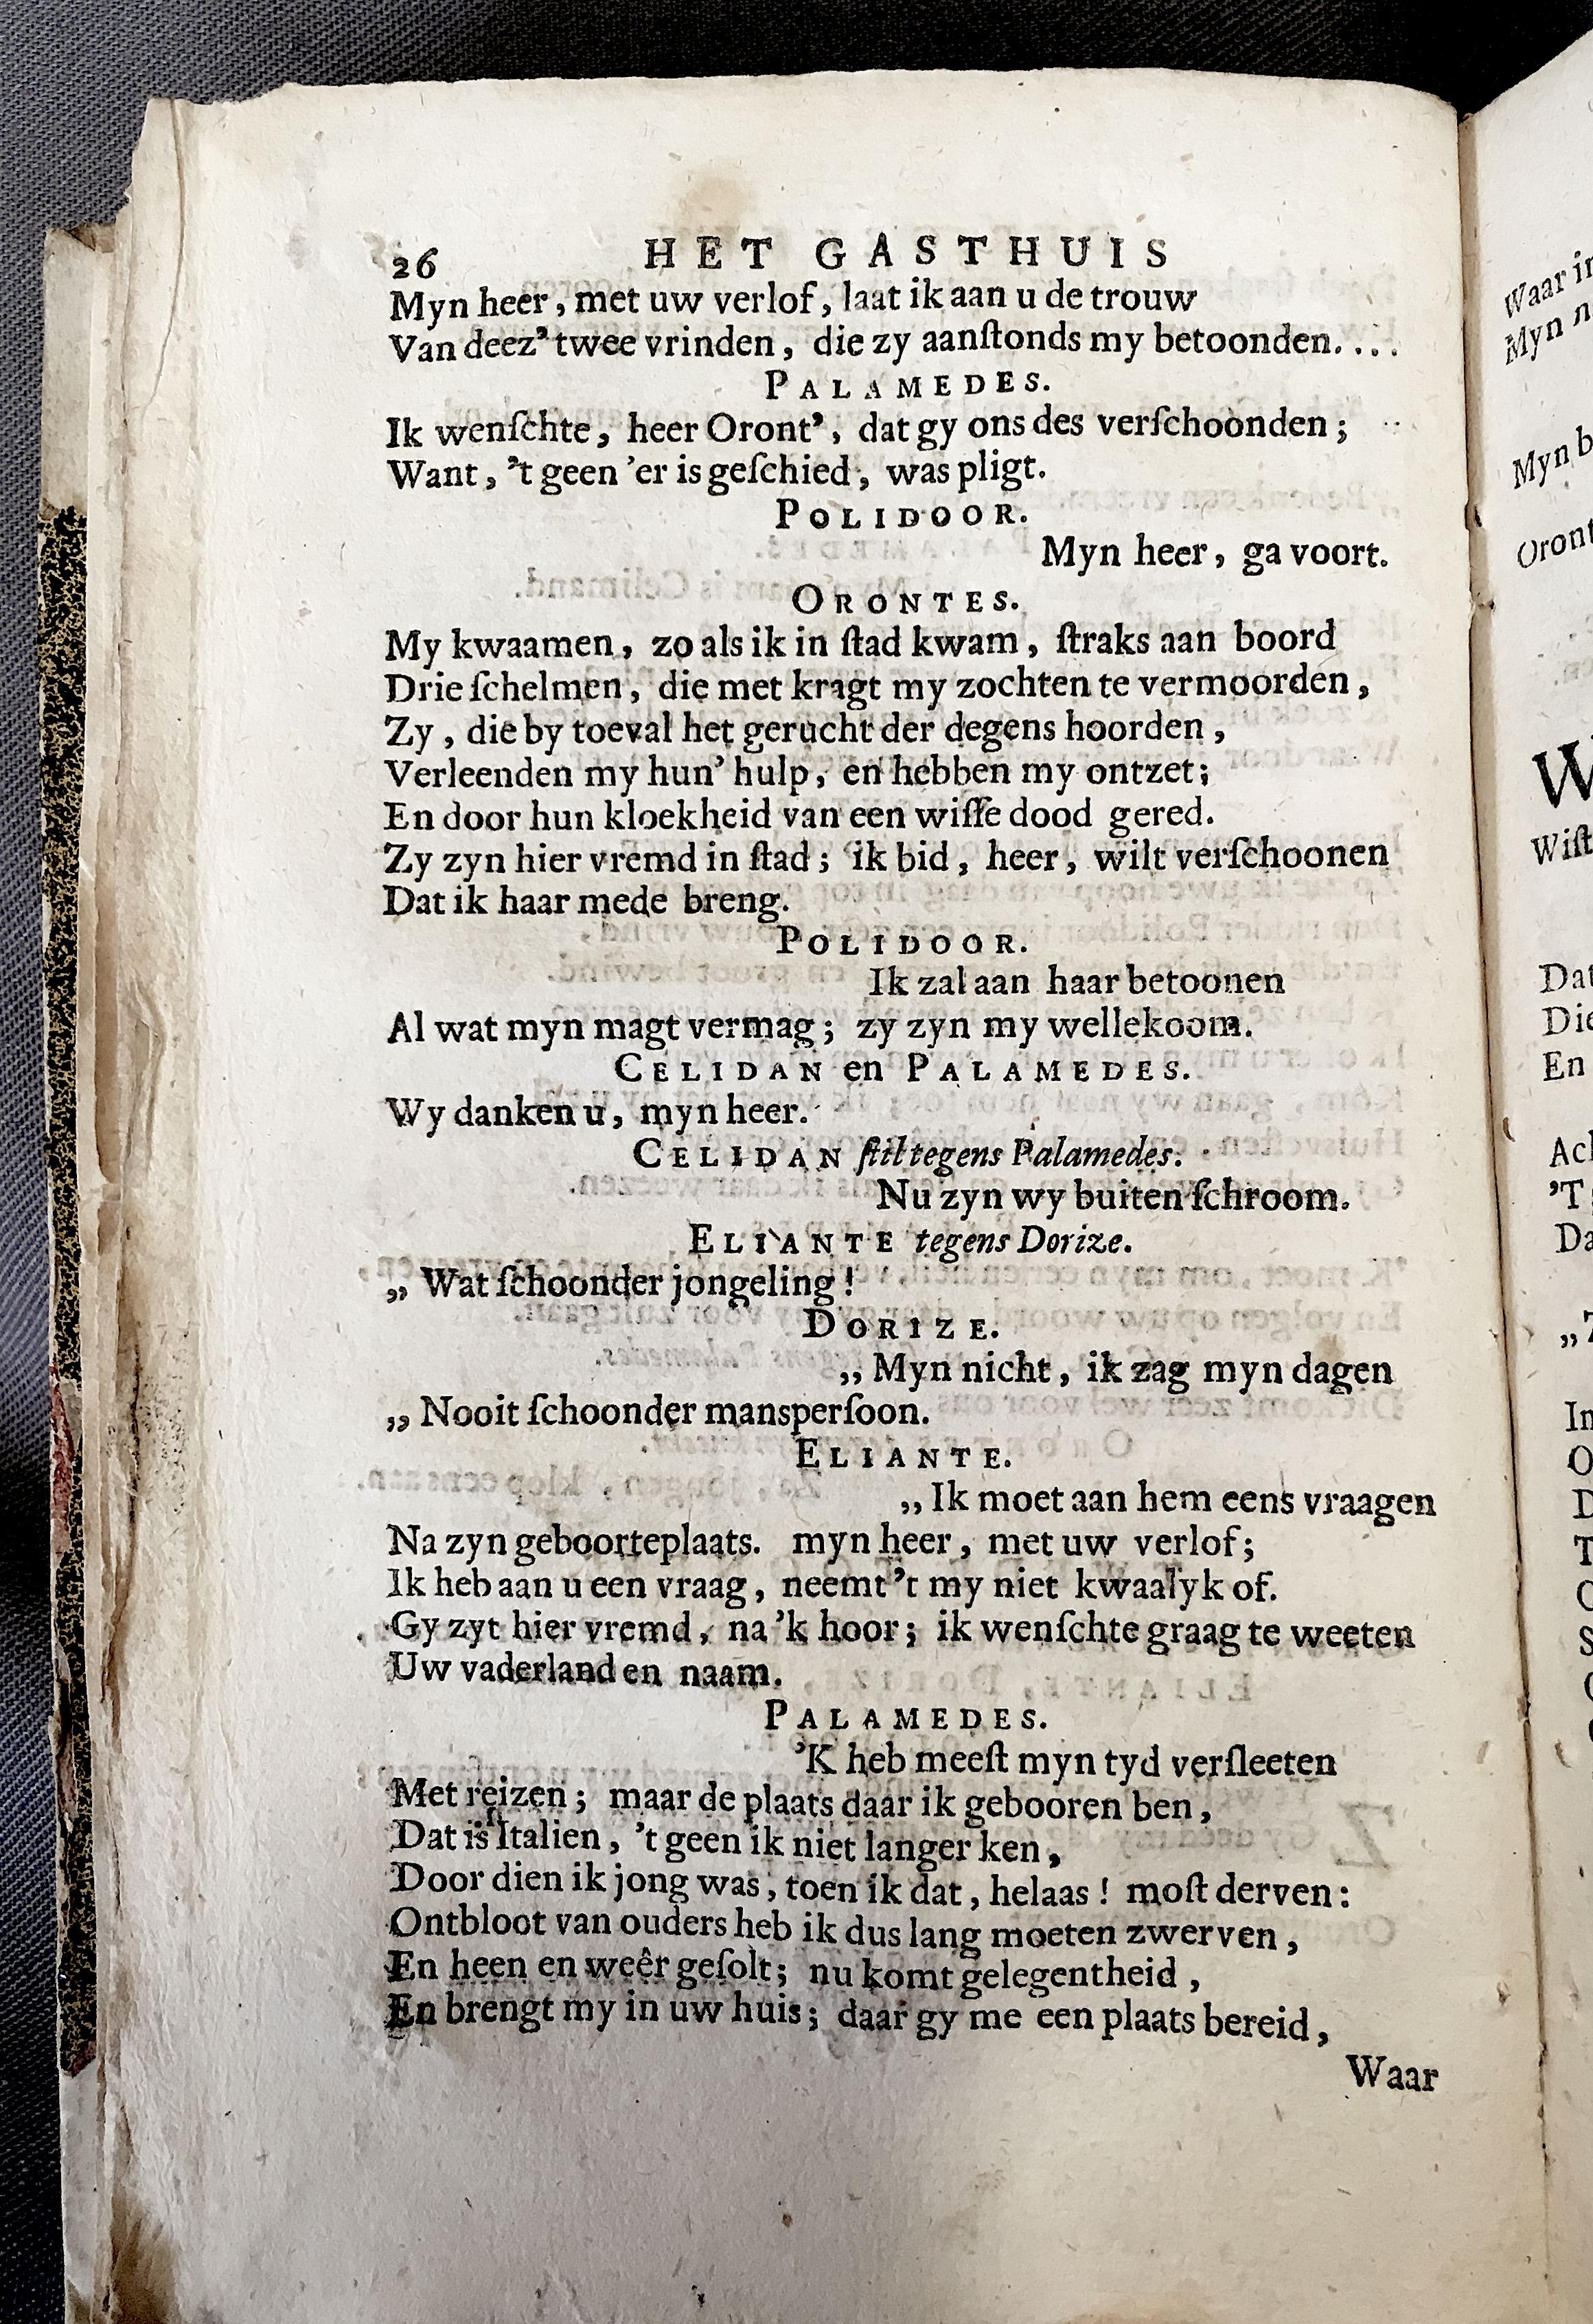 26 HET GASTHUIS
Myn heer, met uw verlof, laat ik aan u de trouw
Van deez' twee vrinden, die zy aanſtonds my betoonden....
PALAMEDES.
Ik wenſchte, heer Oront', dat gy ons des verſchoonden;
Want, 't geen 'er is geſchied, was pligt.
POLIDOOR.
Myn heer, ga voort.
ORONTES.
My kwaamen, zo als ik in ſtad kwam, ſtraks aan boord
Drie ſchelmen, die met kragt my zochten te vermoorden,
Zy, die by toeval het gerucht der degens hoorden,
Verleenden my hun' hulp, en hebben my ontzet;
En door hun kloekheid van een wiſſe dood gered.
Zy zyn hier vremd in ſtad; ik bid, heer, wilt verſchoonen
Dat ik haar mede breng.
POLIDOOR.
Ik zal aan haar betoonen
Al wat myn magt vermag; zy zyn my wellekoom.
CELIDAN en PALAMEDES.
Wy danken u, myn heer.
CELIDAN ſtil tegens Palamedes.
Nu zyn wy buiten ſchroom.
ELIANTE tegens Dorize.
„ Wat ſchoonder jongeling!
DORIZE.
„ Myn nicht, ik zag myn dagen
„ Nooit ſchoonder mansperſoon.
ELIANTE.
„ Ik moet aan hem eens vraagen
Na zyn geboorteplaats. myn heer, met uw verlof;
Ik heb aan u een vraag, neemt 't my niet kwaalyk of.
Gy zyt hier vremd, na 'k hoor; ik wenſchte graag te weeten
Uw vaderland en naam.
PALAMEDES.
'K heb meeſt myn tyd verſleeten
Met reizen; maar de plaats daar ik gebooren ben,
Dat is Italien, 't geen ik niet langer ken,
Door dien ik jong was, toen ik dat, helaas! moſt derven:
Ontbloot van ouders heb ik dus lang moeten zwerven,
En heen en weêr geſolt; nu komt gelegentheid,
En brengt my in uw huis; daar gy me een plaats bereid,
Waar
Waar
Myn
Myn
Oront
Wiſt
Die
En
'T